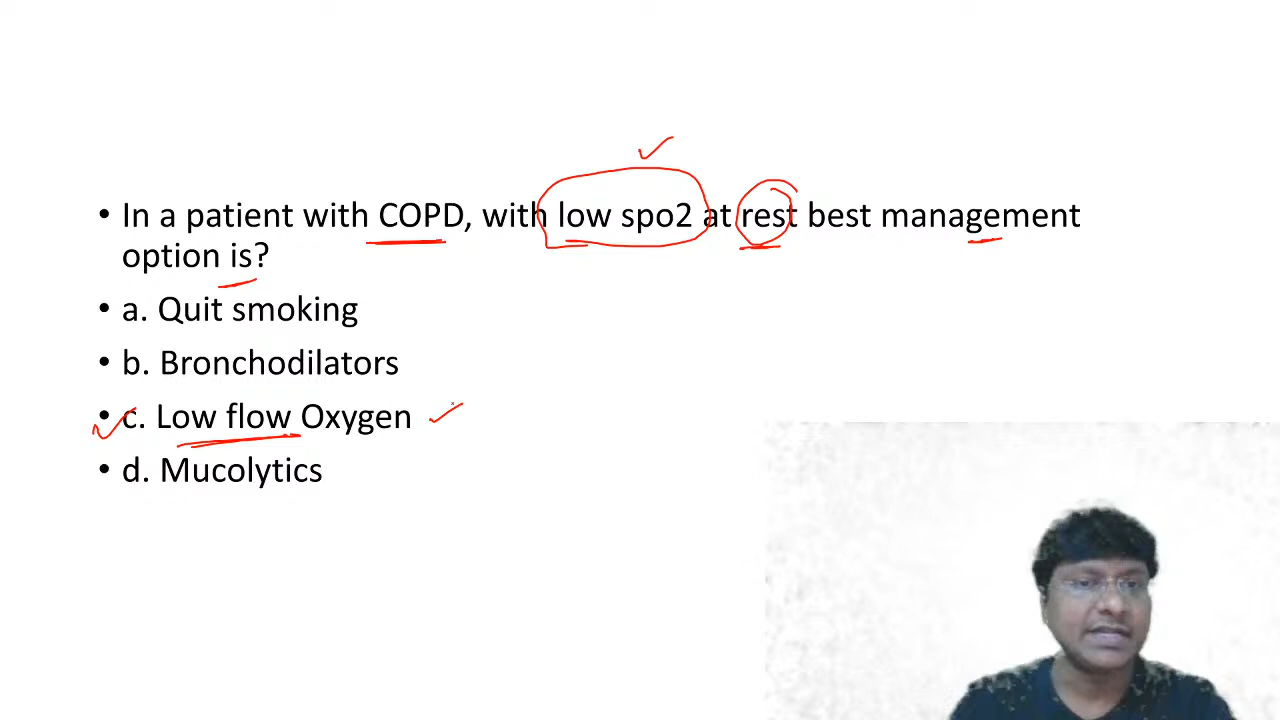 • In a patient with COPD, with low spo2 at rest best management
option is?
• a. Quit smoking
• b. Bronchodilators
• c. Low flow Oxygen
• d. Mucolytics